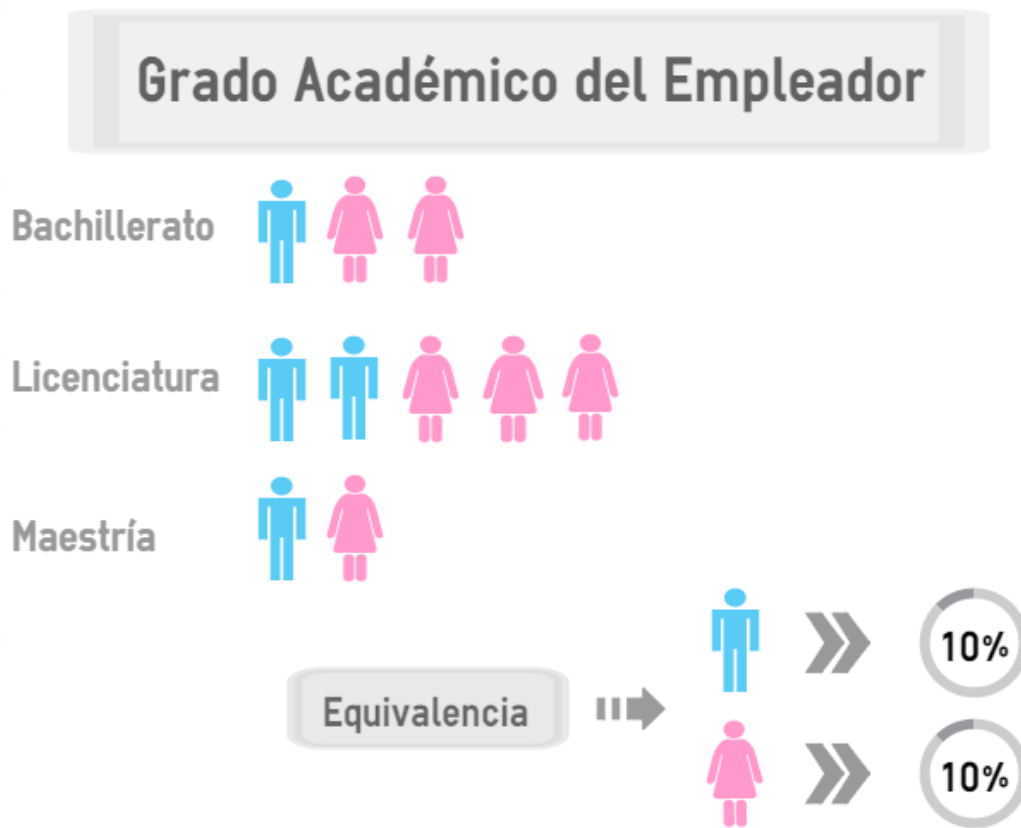 Grado Académico del Empleador
Bachillerato
Licenciatura
Maestría
10%
Equivalencia
10%